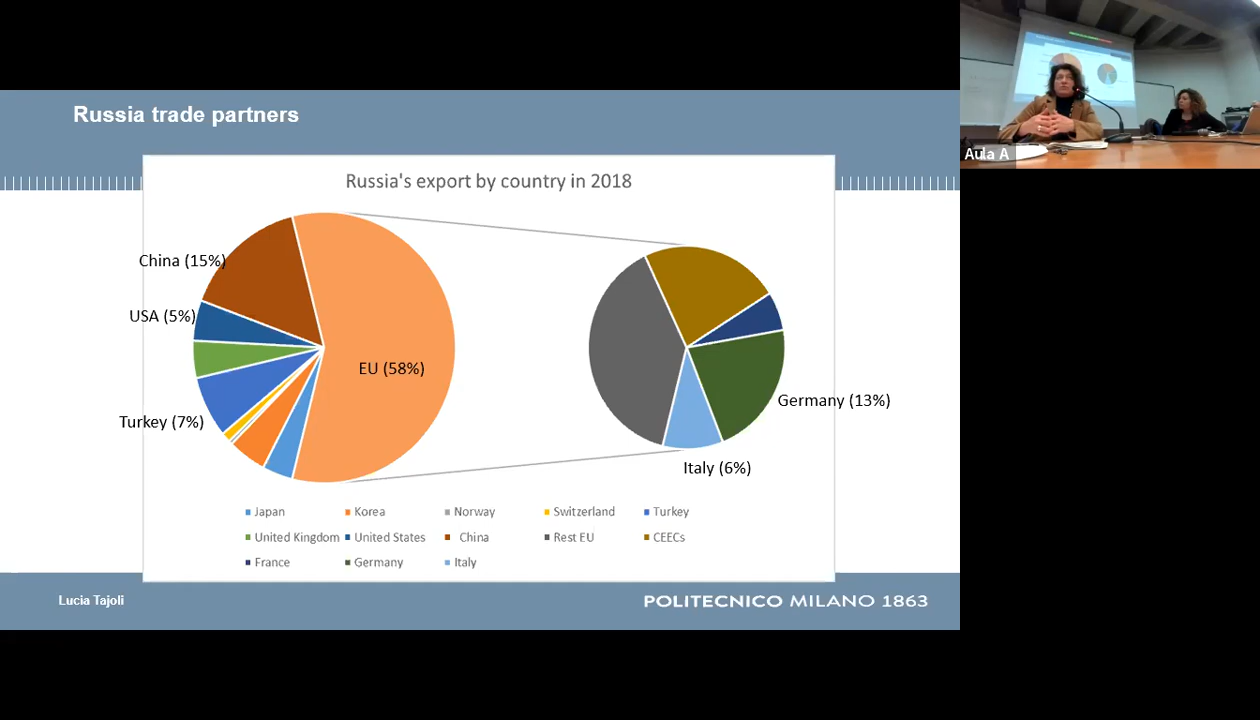 Russia trade partners
Aula A
Russia's export by country in 2018
China (15%)
USA (5%)
EU (58%)
Turkey (7%)
Germany (13%)
Italy (6%)
Japan Korea Norway Switzerland Turkey
United Kingdom United States China Rest EU CEECs
France Germany Italy
Lucia Tajoli
POLITECNICO MILANO 1863